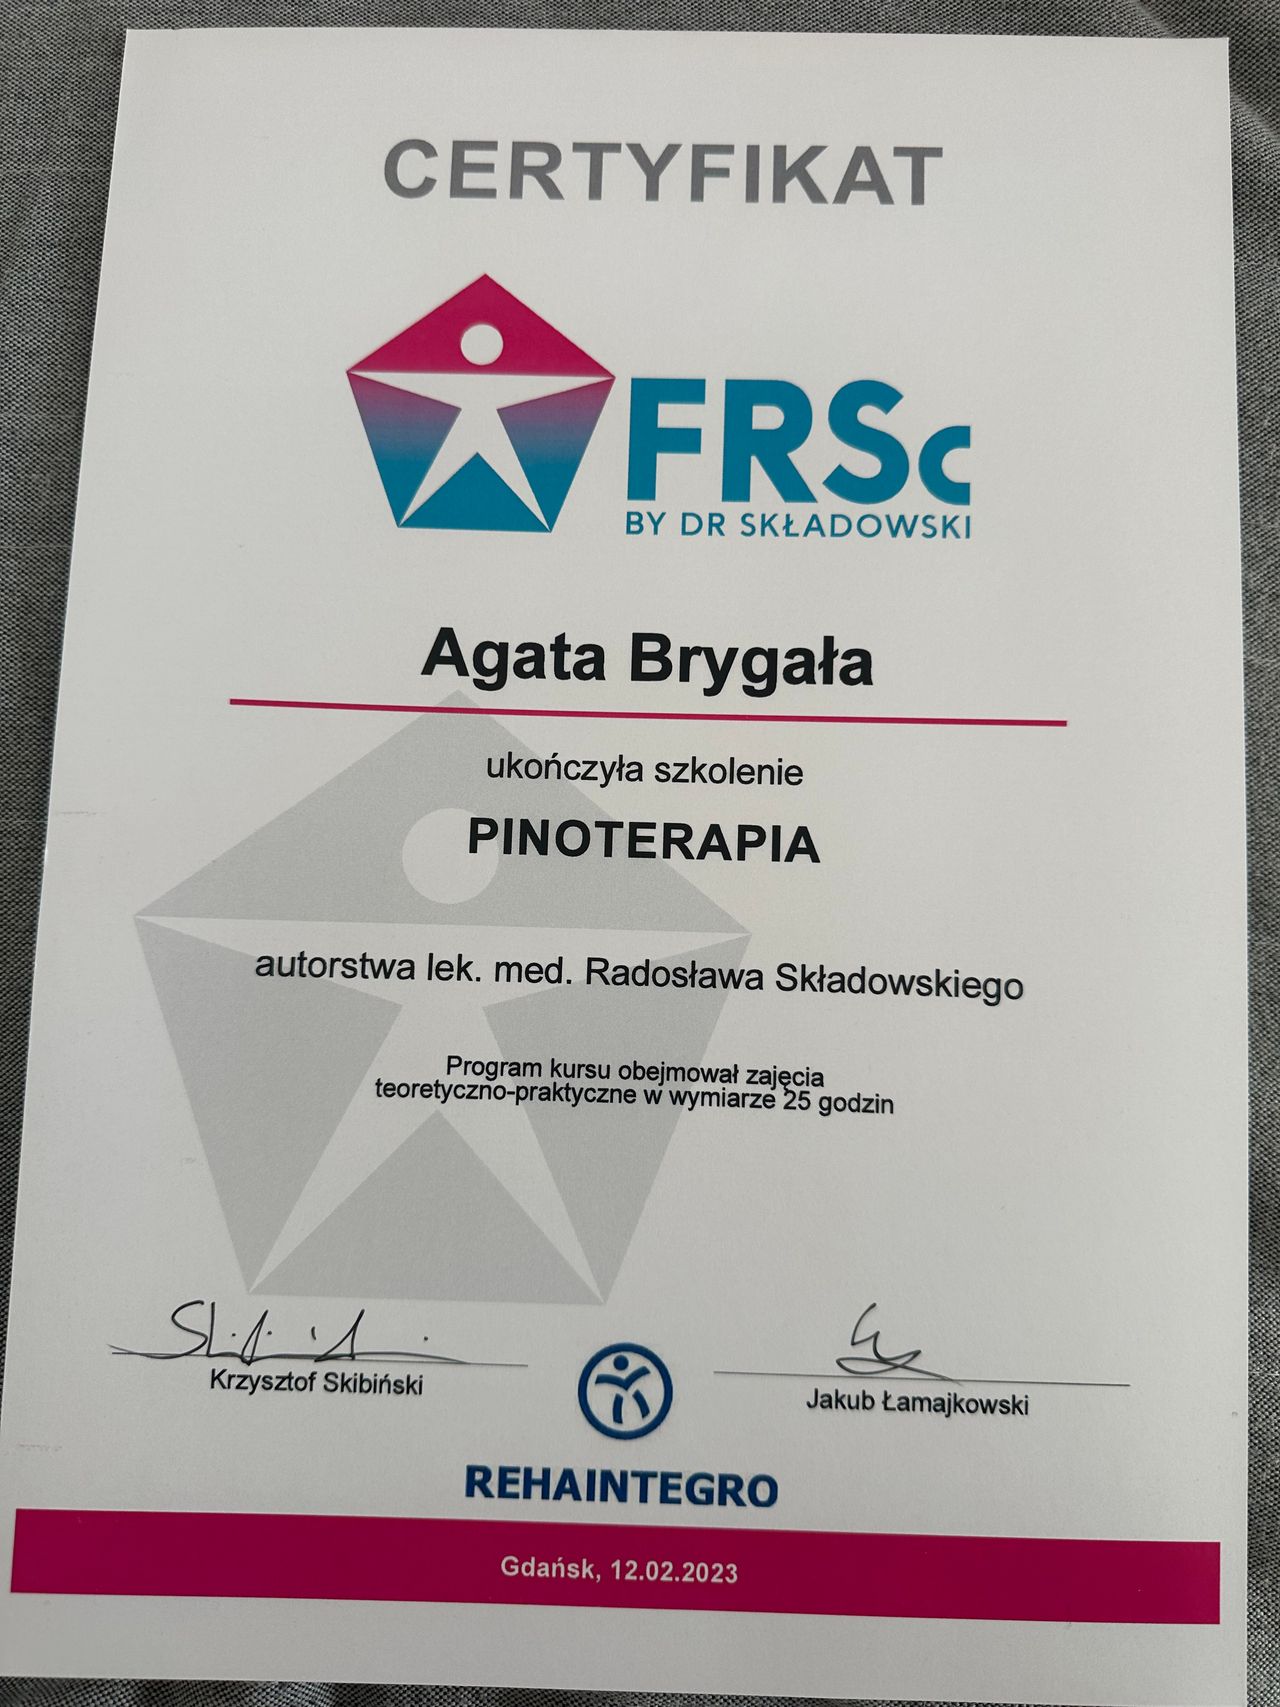 CERTYFIKAT
FRSc
BY DR SKŁADOWSKI
Agata Brygała
ukończyła szkolenie
PINOTERAPIA
autorstwa lek. med. Radosława Składowskiego
Program kursu obejmował zajęcia
teoretyczno-praktyczne w wymiarze 25 godzin
Krzysztof Skibiński
Jakub Łamajkowski
REHAINTEGRO
Gdańsk, 12.02.2023